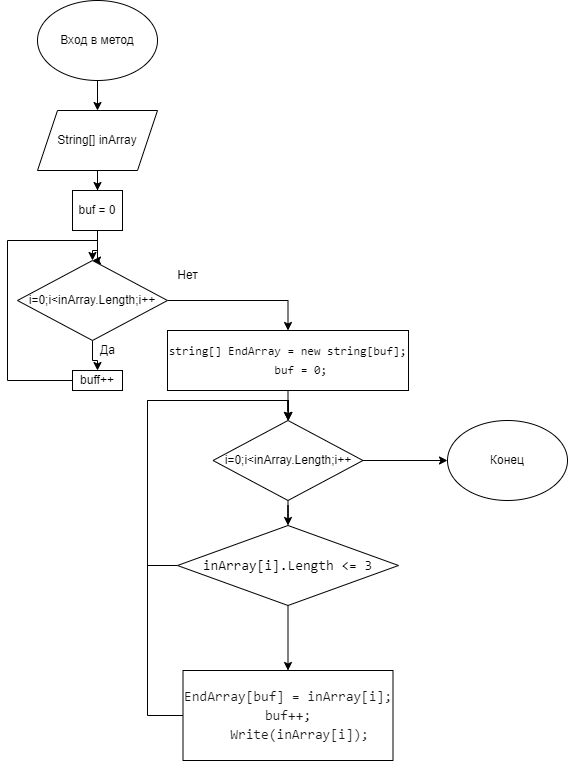 Вход в метод
String[] inArray
buf = 0
i=0;i<inArray.Length;i++
Нет
Да
buff++
string[] EndArray = new string[buf];
buf = 0;
i=0;i<inArray.Length;i++
Конец
inArray[i].Length <= 3
EndArray[buf] = inArray[i];
buf++;
Write(inArray[i]);